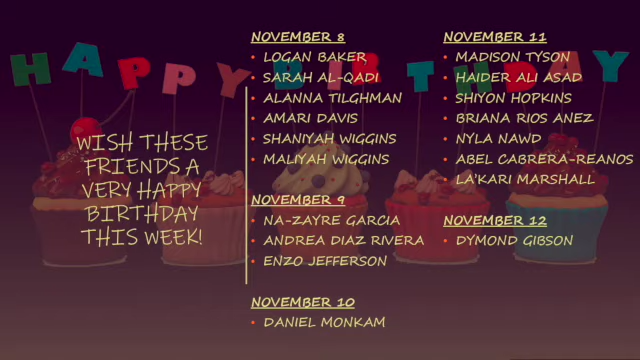 HAPPY BIRTHDAY
WISH THESE
FRIENDS A
VERY HAPPY
BIRTHDAY
THIS WEEK!
NOVEMBER 8
• LOGAN BAKER
• SARAH AL-QADI
• ALANNA TILGHMAN
• AMARI DAVIS
• SHANIYAH WIGGINS
• MALIYAH WIGGINS
NOVEMBER 9
• NA-ZAYRE GARCIA
• ANDREA DIAZ RIVERA
• ENZO JEFFERSON
NOVEMBER 10
• DANIEL MONKAM
NOVEMBER 11
• MADISON TYSON
• HAIDER ALI ASAD
• SHIYON HOPKINS
• BRIANA RIOS ANEZ
• NYLA NAWD
• ABEL CABRERA-REANOS
• LA'KARI MARSHALL
NOVEMBER 12
• DYMOND GIBSON